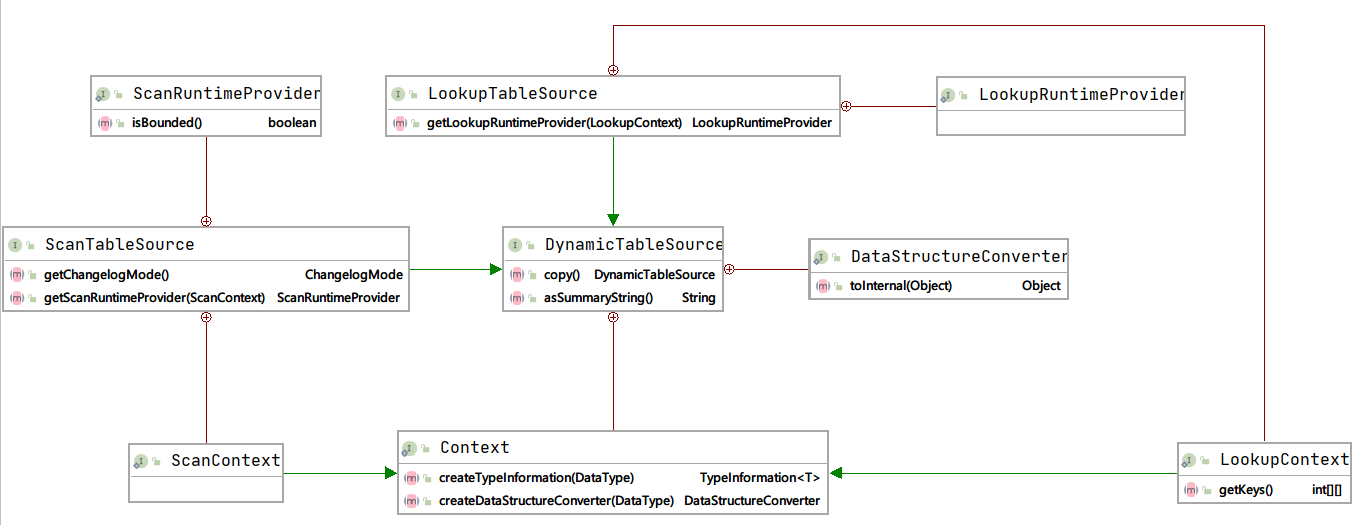 ScanRuntimeProvider
isBounded() boolean
LookupTableSource
getLookupRuntimeProvider(LookupContext) LookupRuntimeProvider
LookupRuntimeProvider
ScanTableSource
getChangelogMode() ChangelogMode
getScanRuntimeProvider(ScanContext) ScanRuntimeProvider
DynamicTableSource
copy() DynamicTableSource
asSummaryString() String
DataStructureConverter
toInternal(Object) Object
ScanContext
Context
createTypeInformation(DataType) TypeInformation<T>
createDataStructureConverter(DataType) DataStructureConverter
LookupContext
getKeys() int[][]